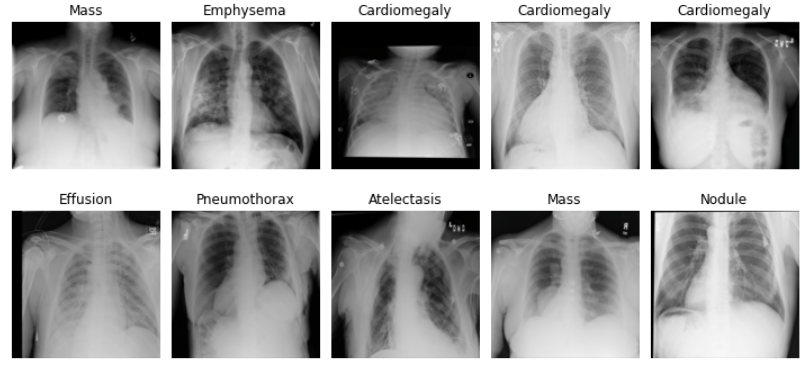 Mass Emphysema Cardiomegaly Cardiomegaly Cardiomegaly
Effusion Pneumothorax Atelectasis Mass Nodule